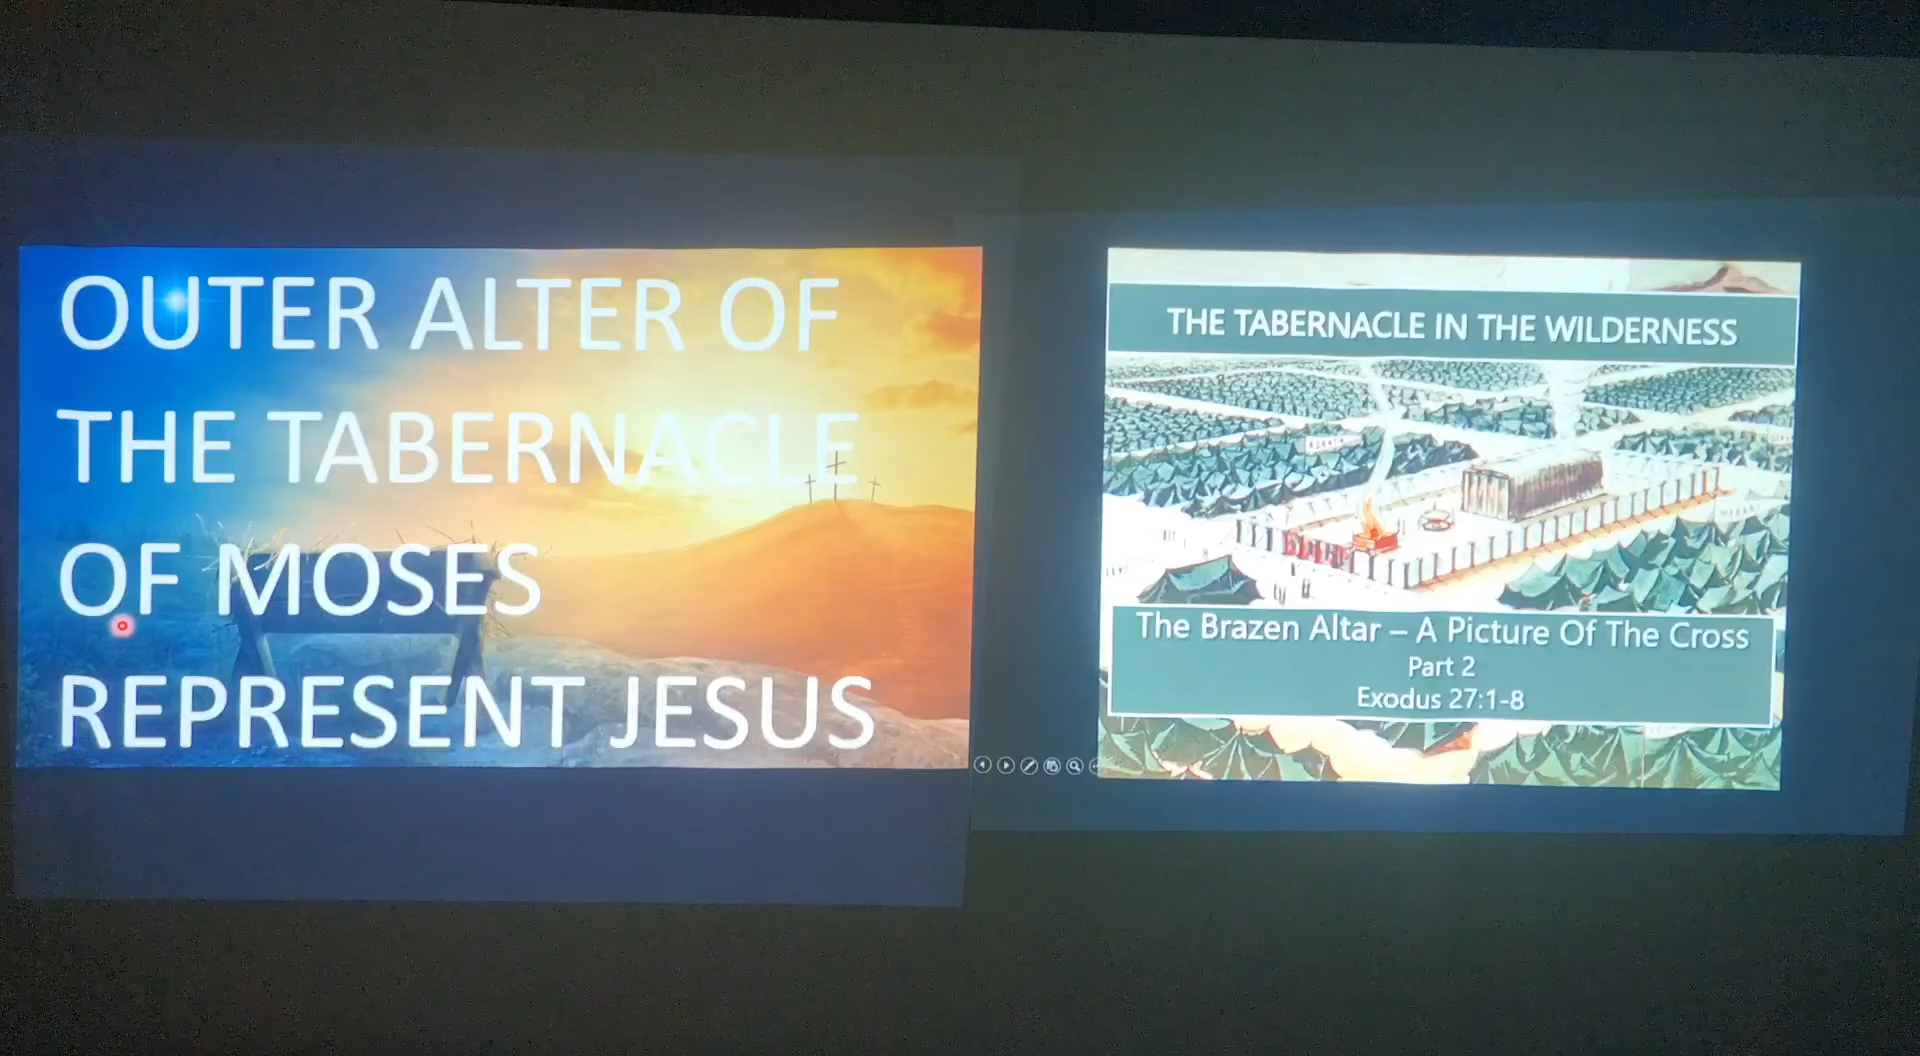 OUTER ALTER OF
THE TABERNACLE
OF MOSES
REPRESENT JESUS
THE TABERNACLE IN THE WILDERNESS
The Brazen Altar – A Picture Of The Cross
Part 2
Exodus 27:1-8